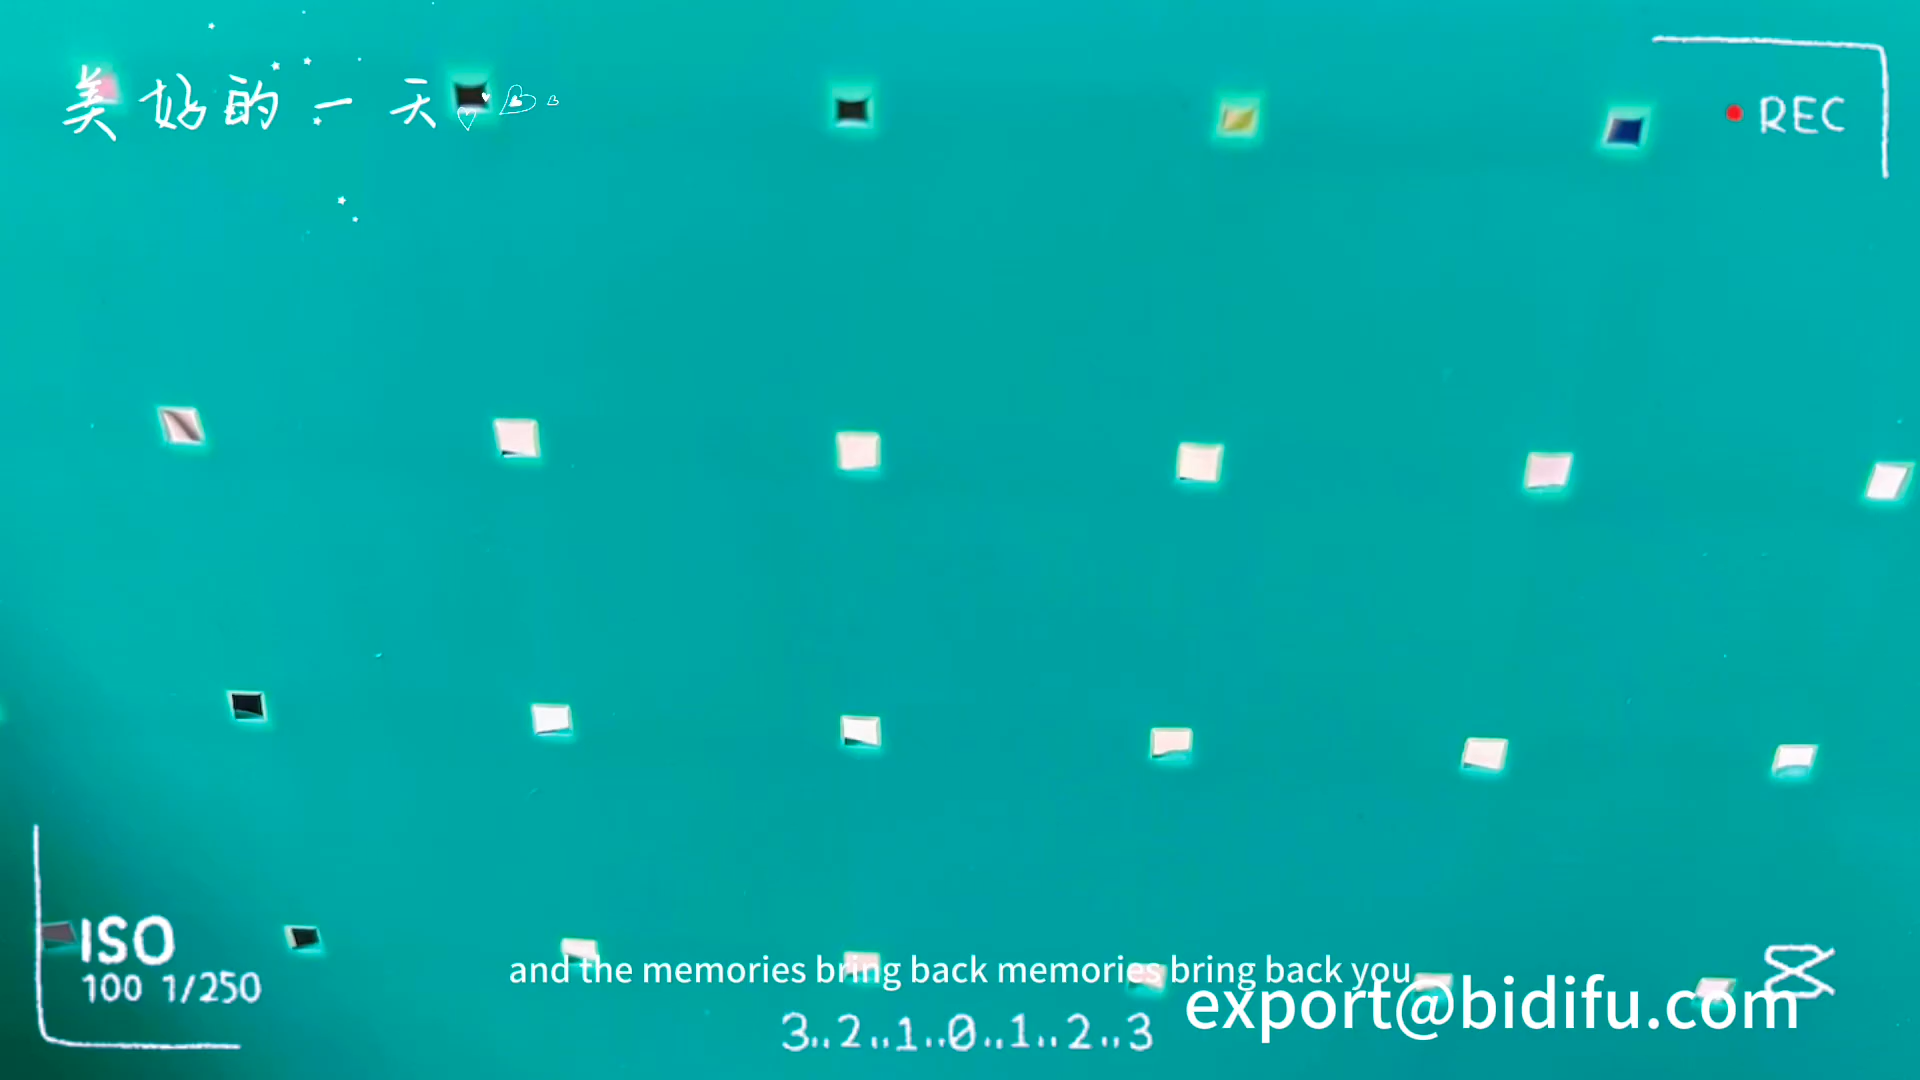 美好的一天
REC
ISO
100 1/250
and the memories bring back memories bring back you
export@bidifu.com
3..2..1..0..1..2..3